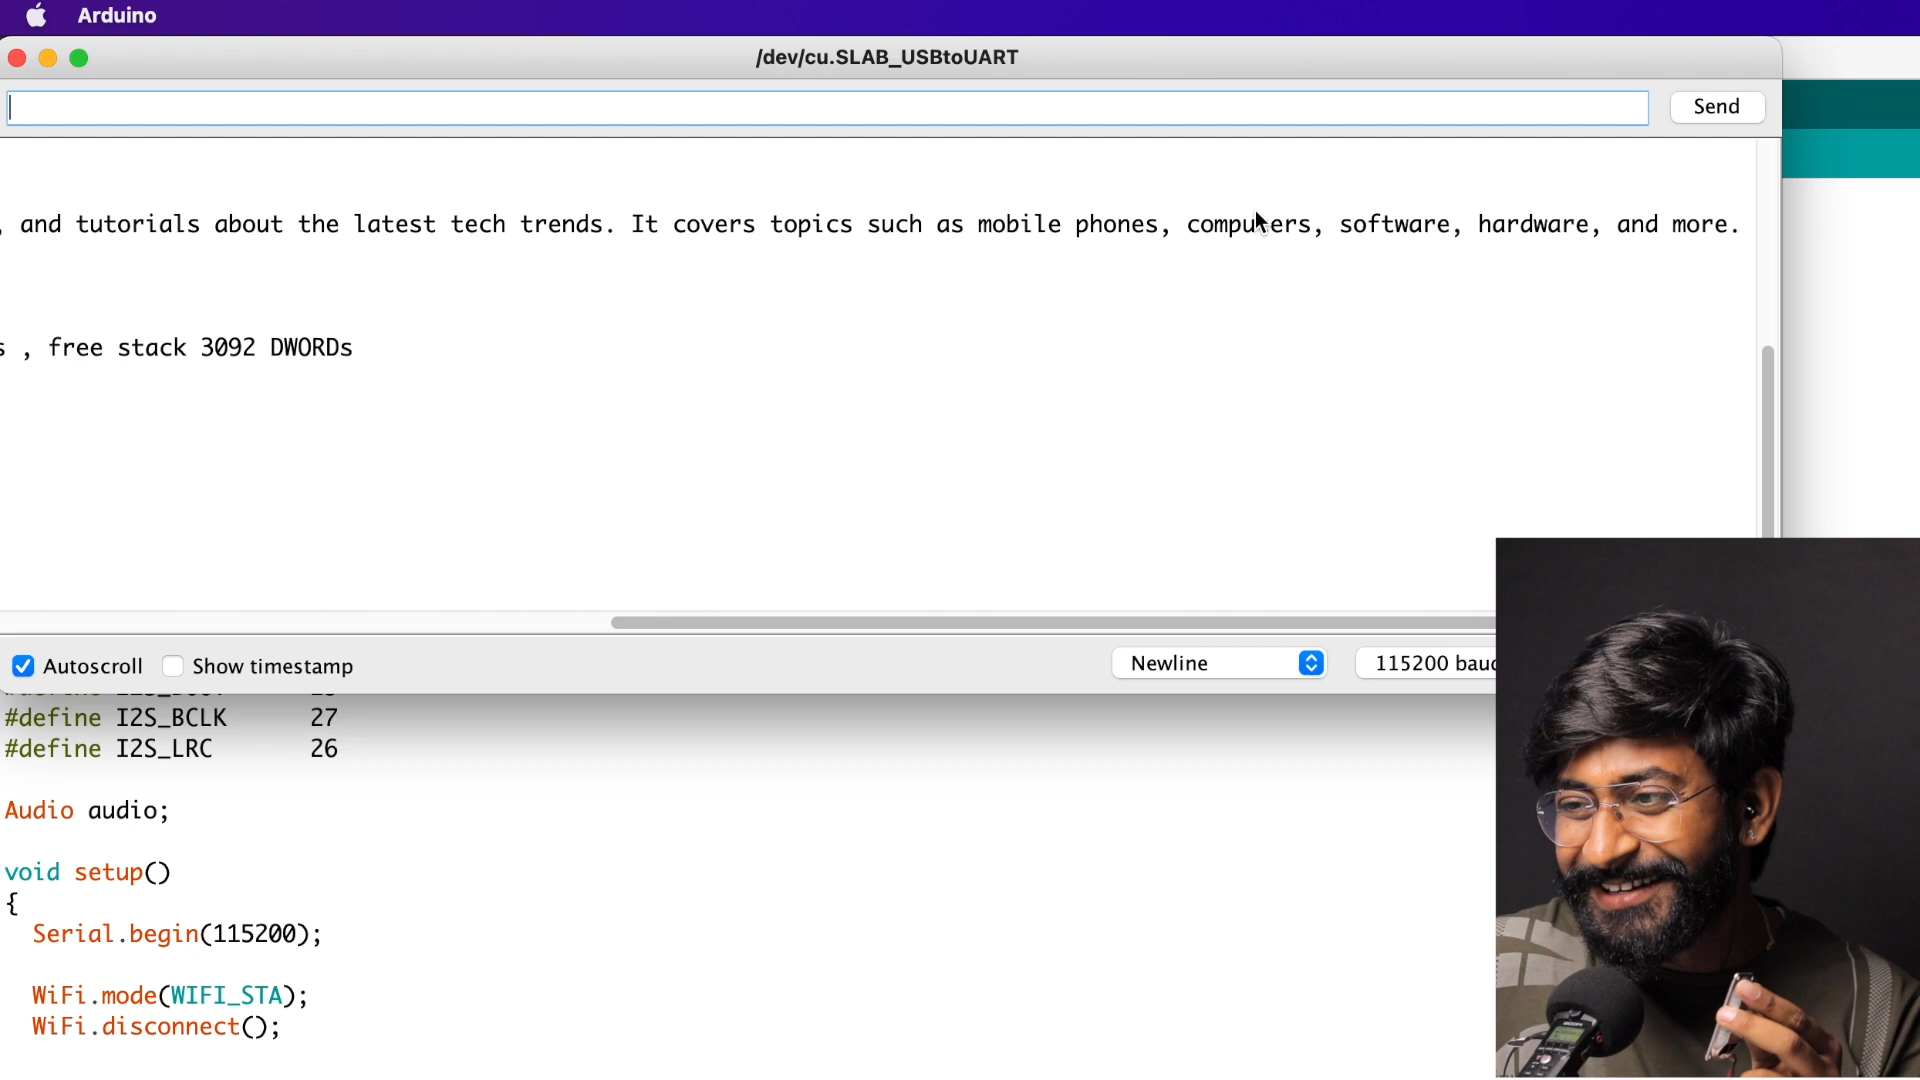 Arduino
/dev/cu.SLAB_USBtoUART
Send
, and tutorials about the latest tech trends. It covers topics such as mobile phones, computers, software, hardware, and more.
s , free stack 3092 DWORDs
Autoscroll
Show timestamp
Newline
115200 baud
#define I2S_BCLK 27
#define I2S_LRC 26
Audio audio;
void setup()
{
Serial.begin(115200);
WiFi.mode(WIFI_STA);
WiFi.disconnect();